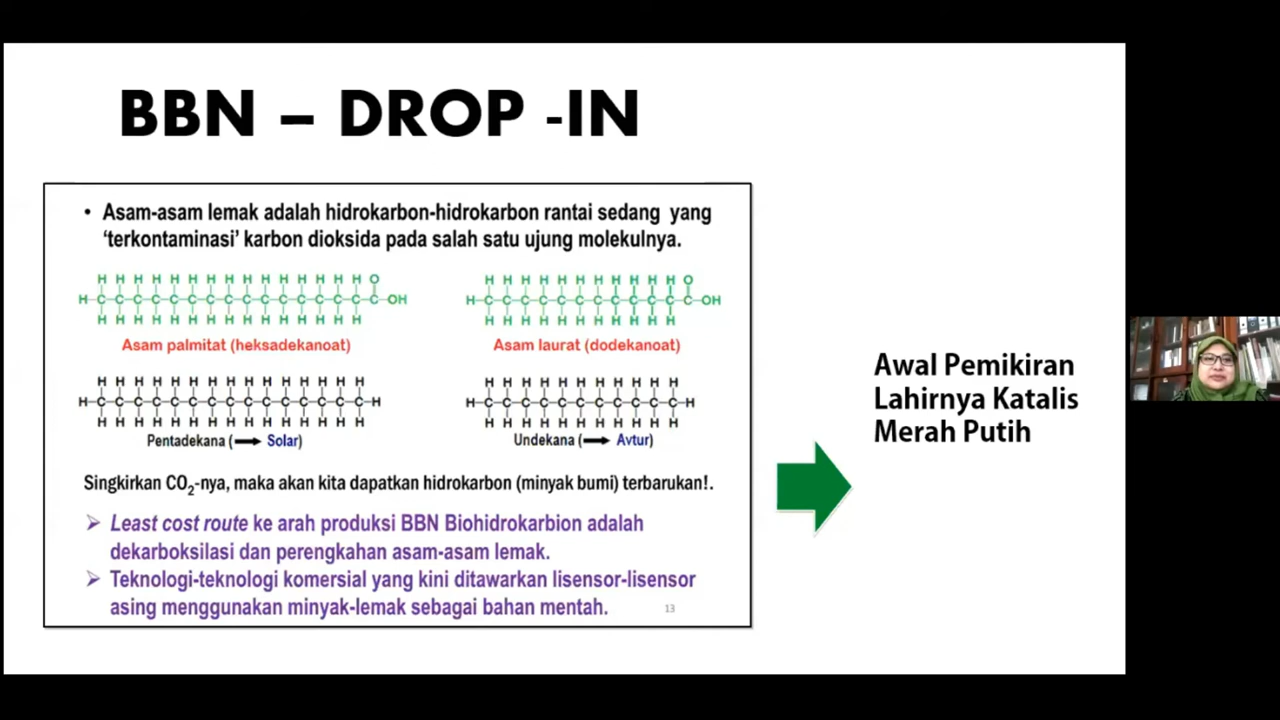 BBN – DROP -IN
• Asam-asam lemak adalah hidrokarbon-hidrokarbon rantai sedang yang
‘terkontaminasi’ karbon dioksida pada salah satu ujung molekulnya.
H H H H H H H H H H H H H H H O
H-C-C-C-C-C-C-C-C-C-C-C-C-C-C-C-C-OH
H H H H H H H H H H H H H H H
Asam palmitat (heksadekanoat)
H H H H H H H H H H H O
H-C-C-C-C-C-C-C-C-C-C-C-C-OH
H H H H H H H H H H H
Asam laurat (dodekanoat)
H H H H H H H H H H H H H H H
H-C-C-C-C-C-C-C-C-C-C-C-C-C-C-C-H
H H H H H H H H H H H H H H H
Pentadekana (→ Solar)
H H H H H H H H H H H
H-C-C-C-C-C-C-C-C-C-C-C-H
H H H H H H H H H H H
Undekana (→ Avtur)
Singkirkan CO₂-nya, maka akan kita dapatkan hidrokarbon (minyak bumi) terbarukan!.
➢ Least cost route ke arah produksi BBN Biohidrokarbion adalah
dekarboksilasi dan perengkahan asam-asam lemak.
➢ Teknologi-teknologi komersial yang kini ditawarkan lisensor-lisensor
asing menggunakan minyak-lemak sebagai bahan mentah.
13
Awal Pemikiran
Lahirnya Katalis
Merah Putih